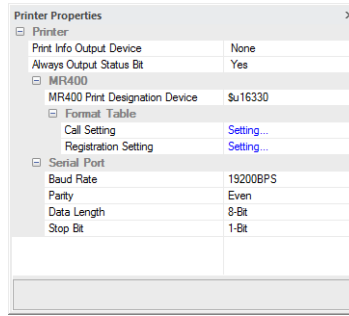 Printer Properties
Printer
Print Info Output Device None
Always Output Status Bit Yes
MR400
MR400 Print Designation Device $u16330
Format Table
Call Setting Setting...
Registration Setting Setting...
Serial Port
Baud Rate 19200BPS
Parity Even
Data Length 8-Bit
Stop Bit 1-Bit